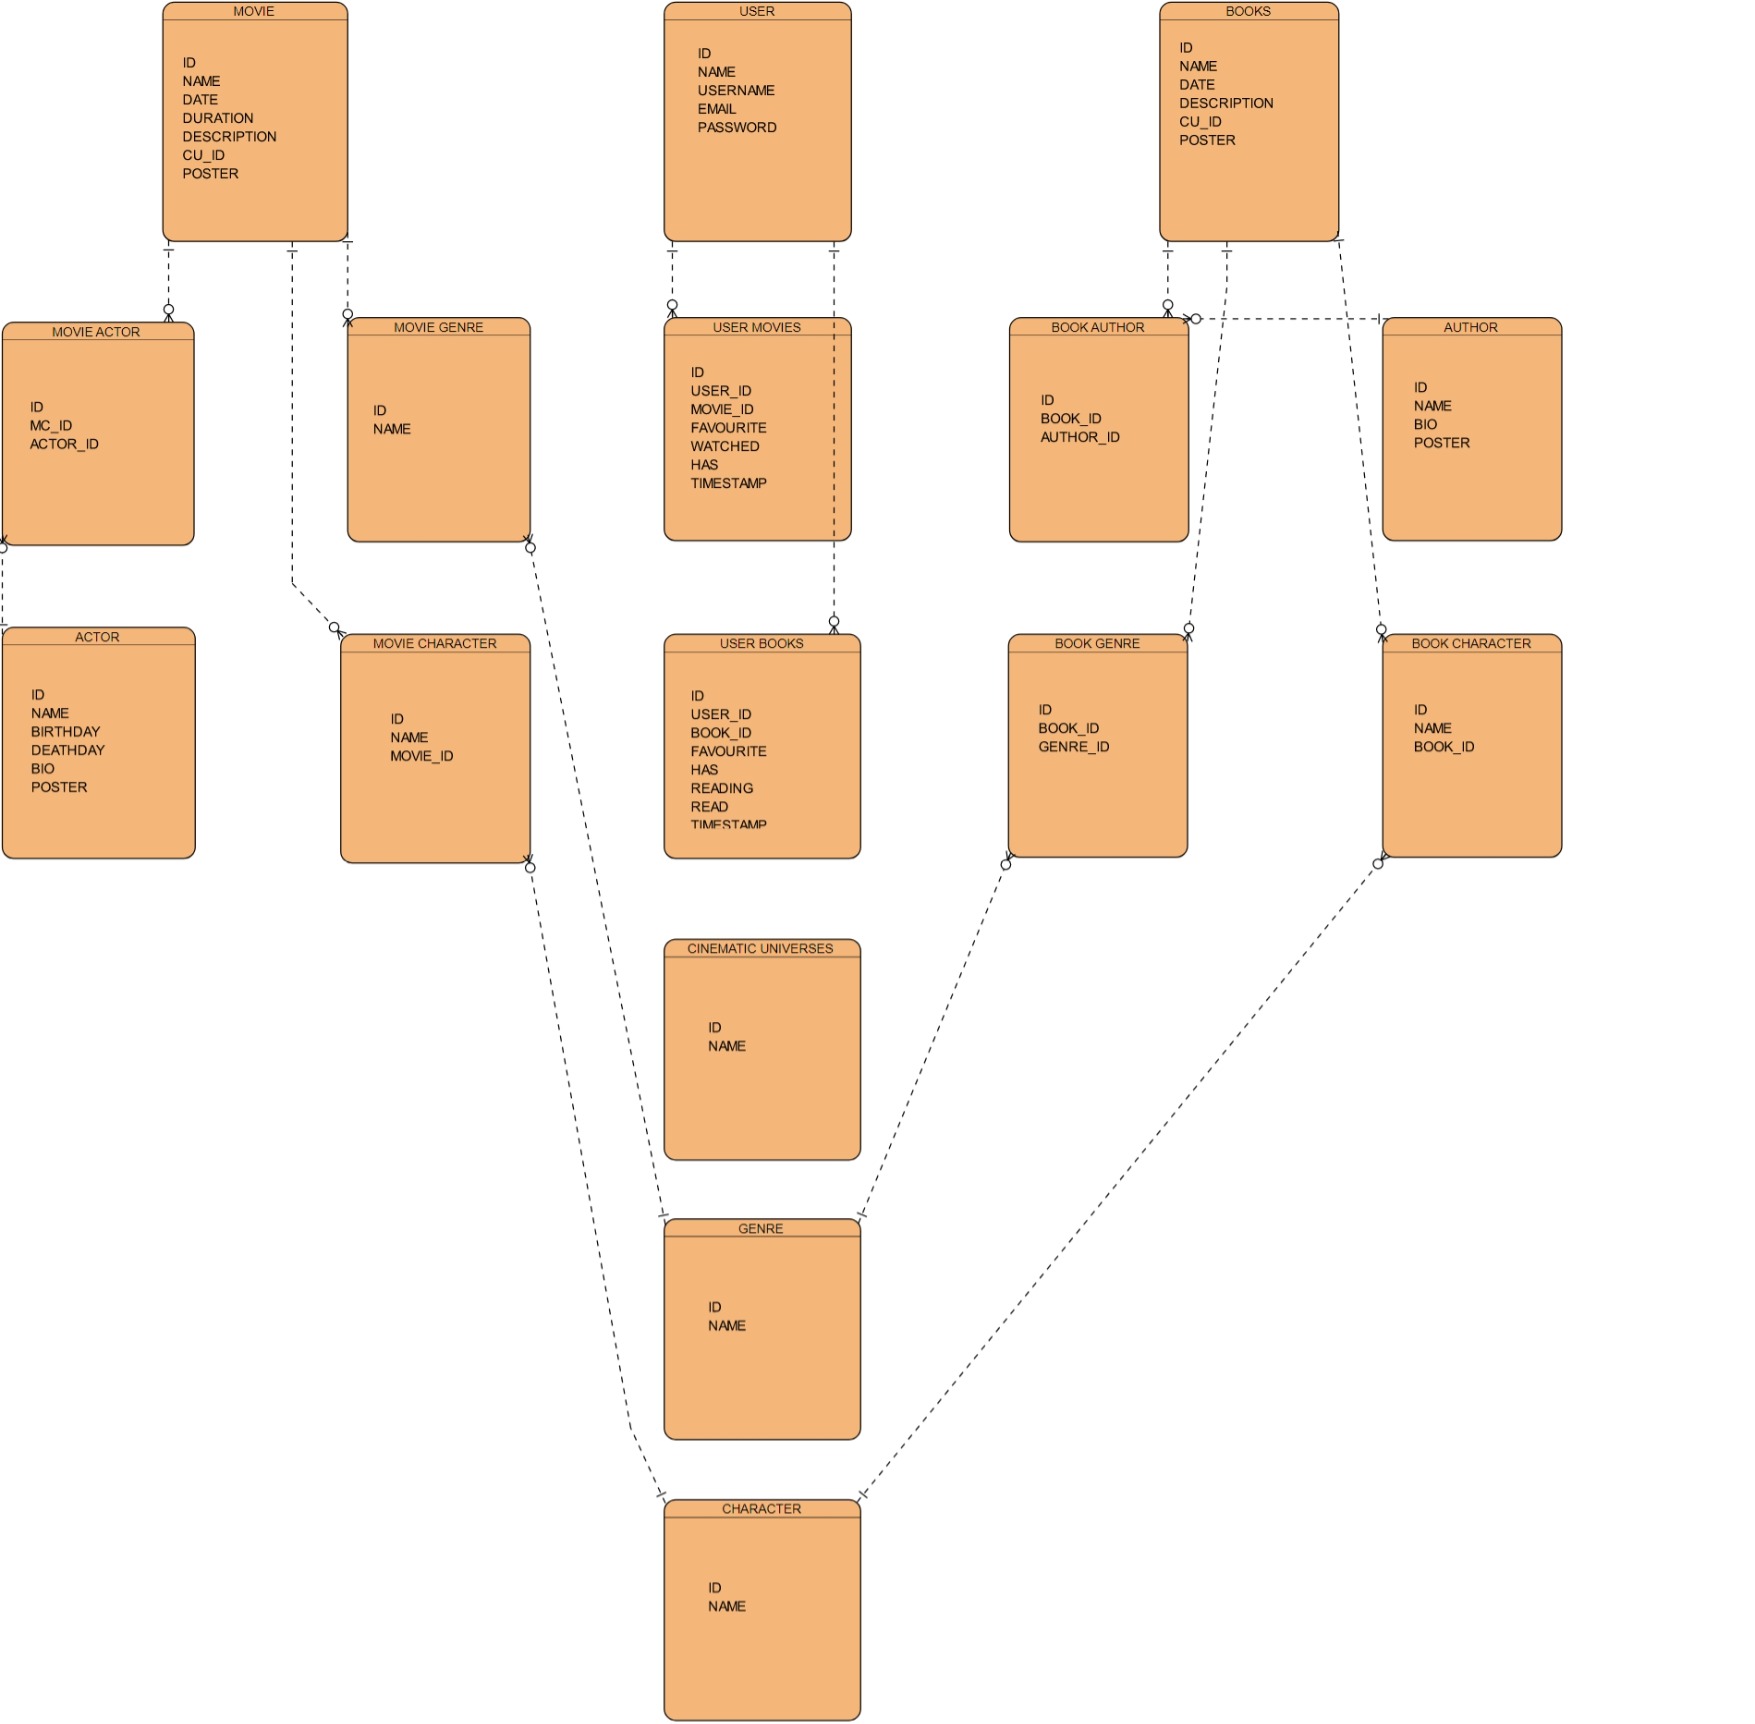 MOVIE
ID
NAME
DATE
DURATION
DESCRIPTION
CU_ID
POSTER
USER
ID
NAME
USERNAME
EMAIL
PASSWORD
BOOKS
ID
NAME
DATE
DESCRIPTION
CU_ID
POSTER
MOVIE ACTOR
ID
MC_ID
ACTOR_ID
MOVIE GENRE
ID
NAME
USER MOVIES
ID
USER_ID
MOVIE_ID
FAVOURITE
WATCHED
HAS
TIMESTAMP
BOOK AUTHOR
ID
BOOK_ID
AUTHOR_ID
AUTHOR
ID
NAME
BIO
POSTER
ACTOR
ID
NAME
BIRTHDAY
DEATHDAY
BIO
POSTER
MOVIE CHARACTER
ID
NAME
MOVIE_ID
USER BOOKS
ID
USER_ID
BOOK_ID
FAVOURITE
HAS
READING
READ
TIMESTAMP
BOOK GENRE
ID
BOOK_ID
GENRE_ID
BOOK CHARACTER
ID
NAME
BOOK_ID
CINEMATIC UNIVERSES
ID
NAME
GENRE
ID
NAME
CHARACTER
ID
NAME